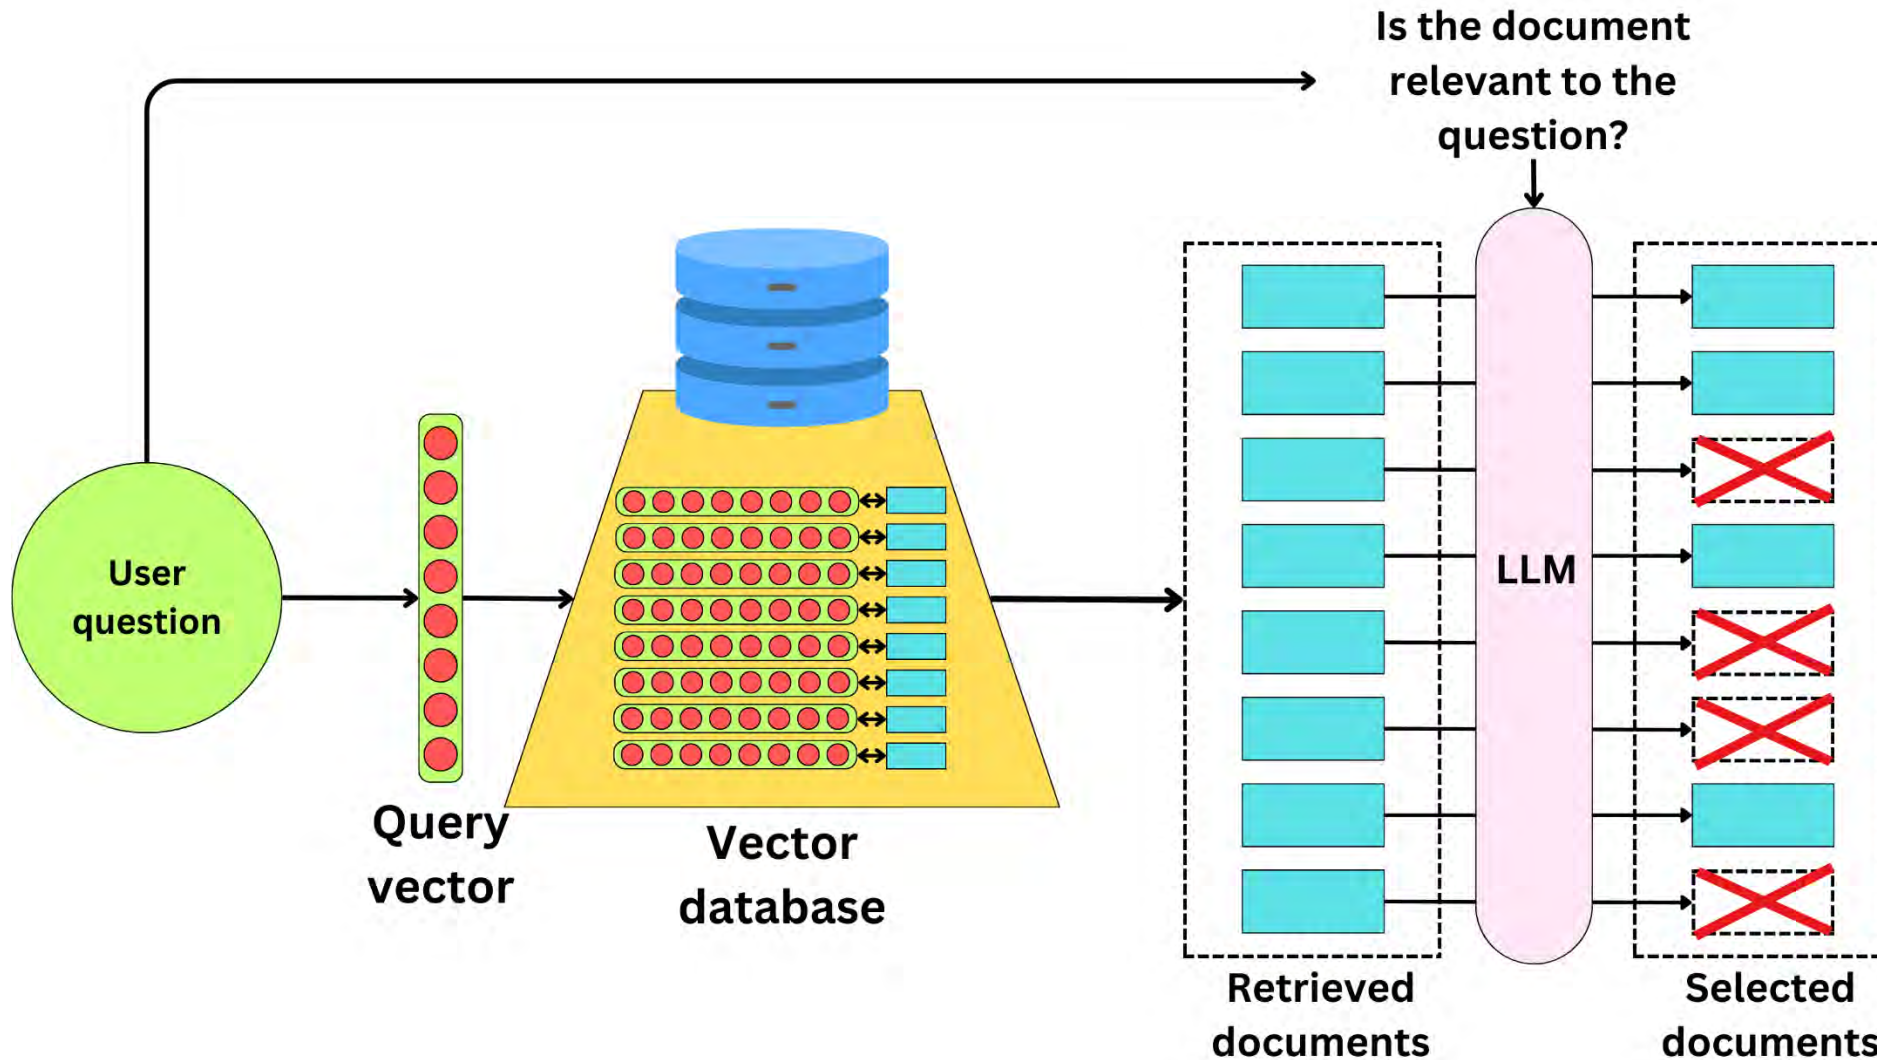 Is the document
relevant to the
question?
User
question
Query
vector
Vector
database
LLM
Retrieved
documents
Selected
documents